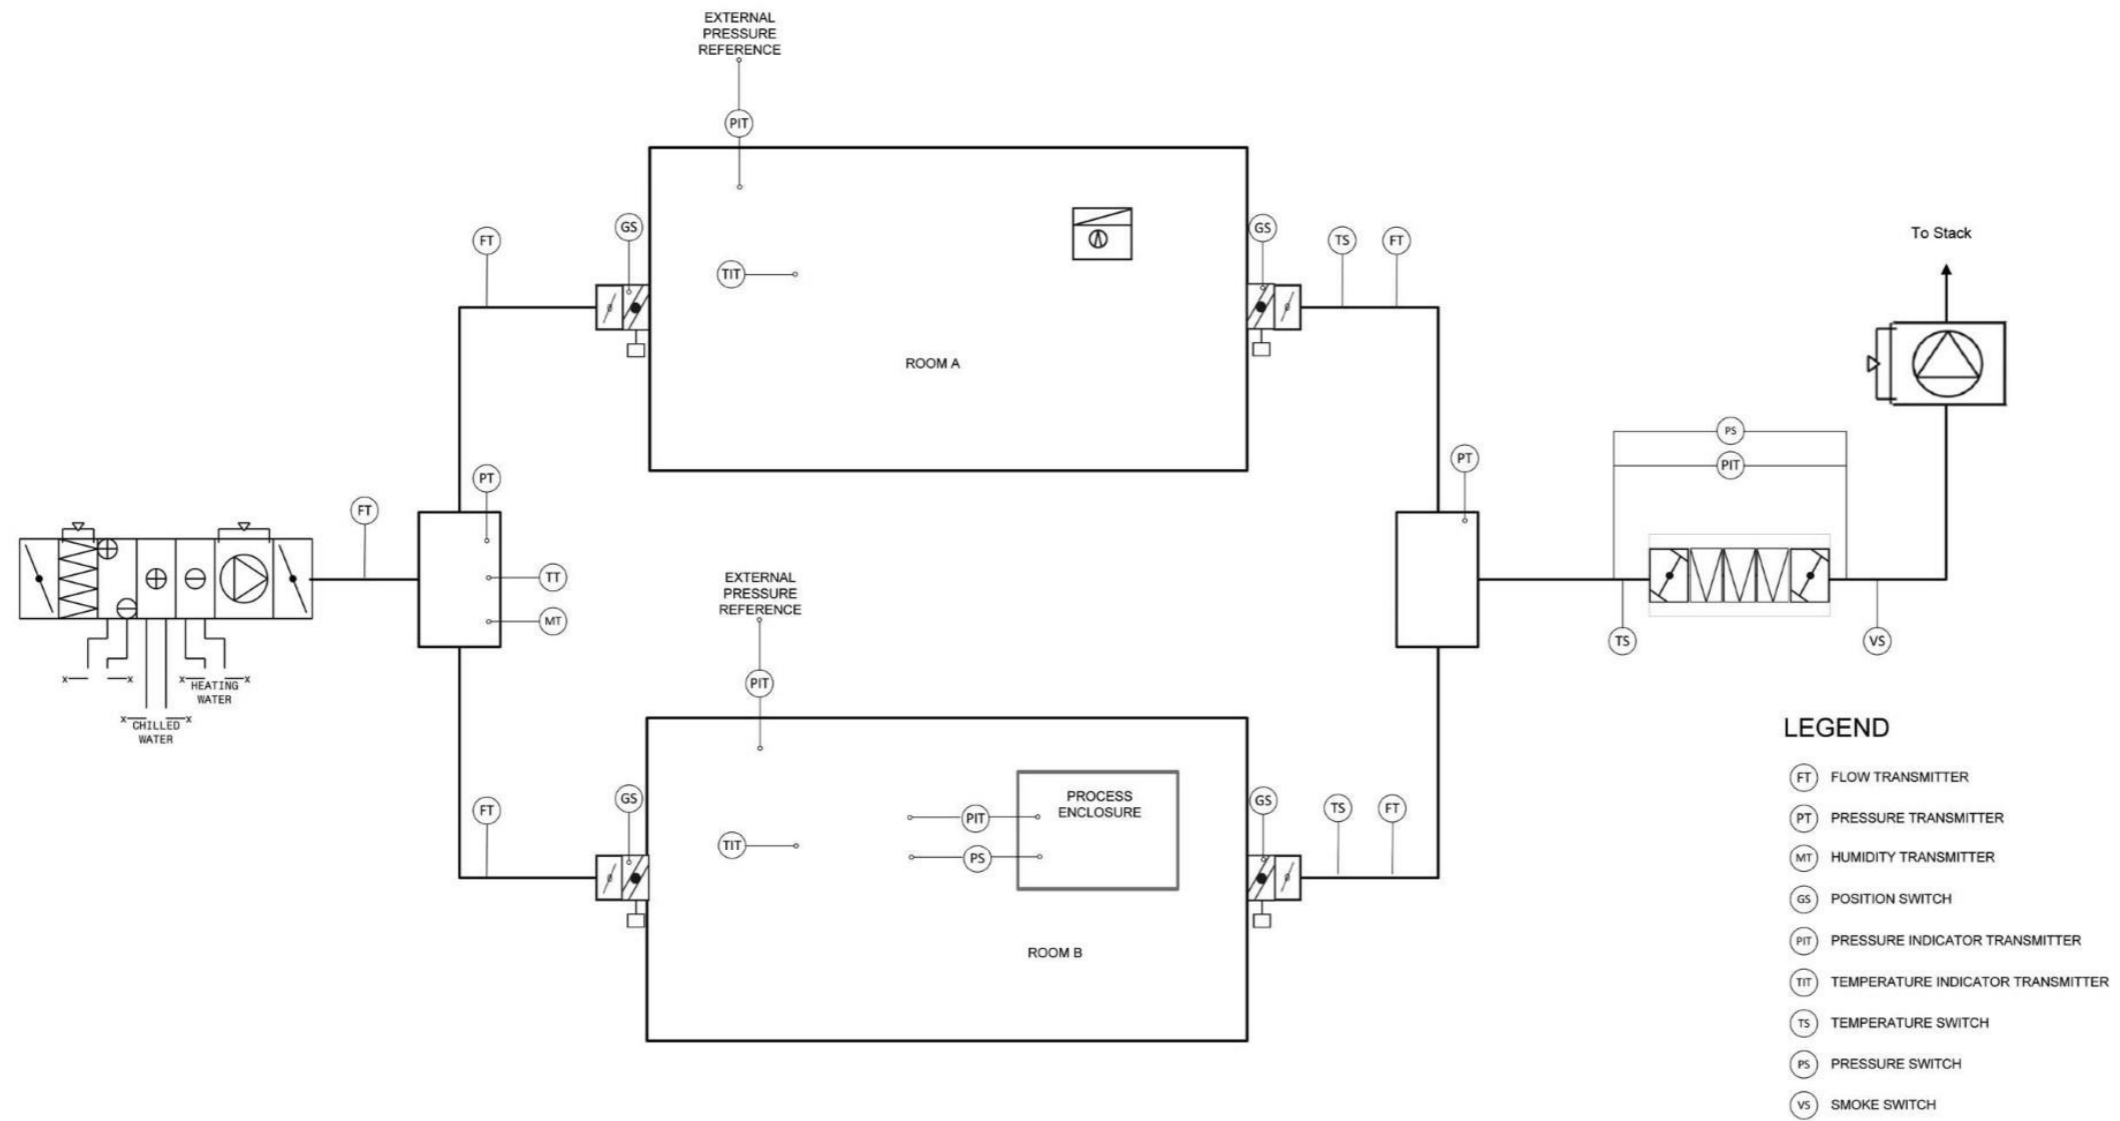 EXTERNAL
PRESSURE
REFERENCE
PIT
GS
FT
TIT
ROOM A
GS
TS
FT
To Stack
PT
FT
TT
MT
HEATING
WATER
CHILLED
WATER
PT
PS
PIT
TS
VS
EXTERNAL
PRESSURE
REFERENCE
PIT
FT
GS
TIT
PIT
PS
PROCESS
ENCLOSURE
ROOM B
GS
TS
FT
LEGEND
FT FLOW TRANSMITTER
PT PRESSURE TRANSMITTER
MT HUMIDITY TRANSMITTER
GS POSITION SWITCH
PIT PRESSURE INDICATOR TRANSMITTER
TIT TEMPERATURE INDICATOR TRANSMITTER
TS TEMPERATURE SWITCH
PS PRESSURE SWITCH
VS SMOKE SWITCH